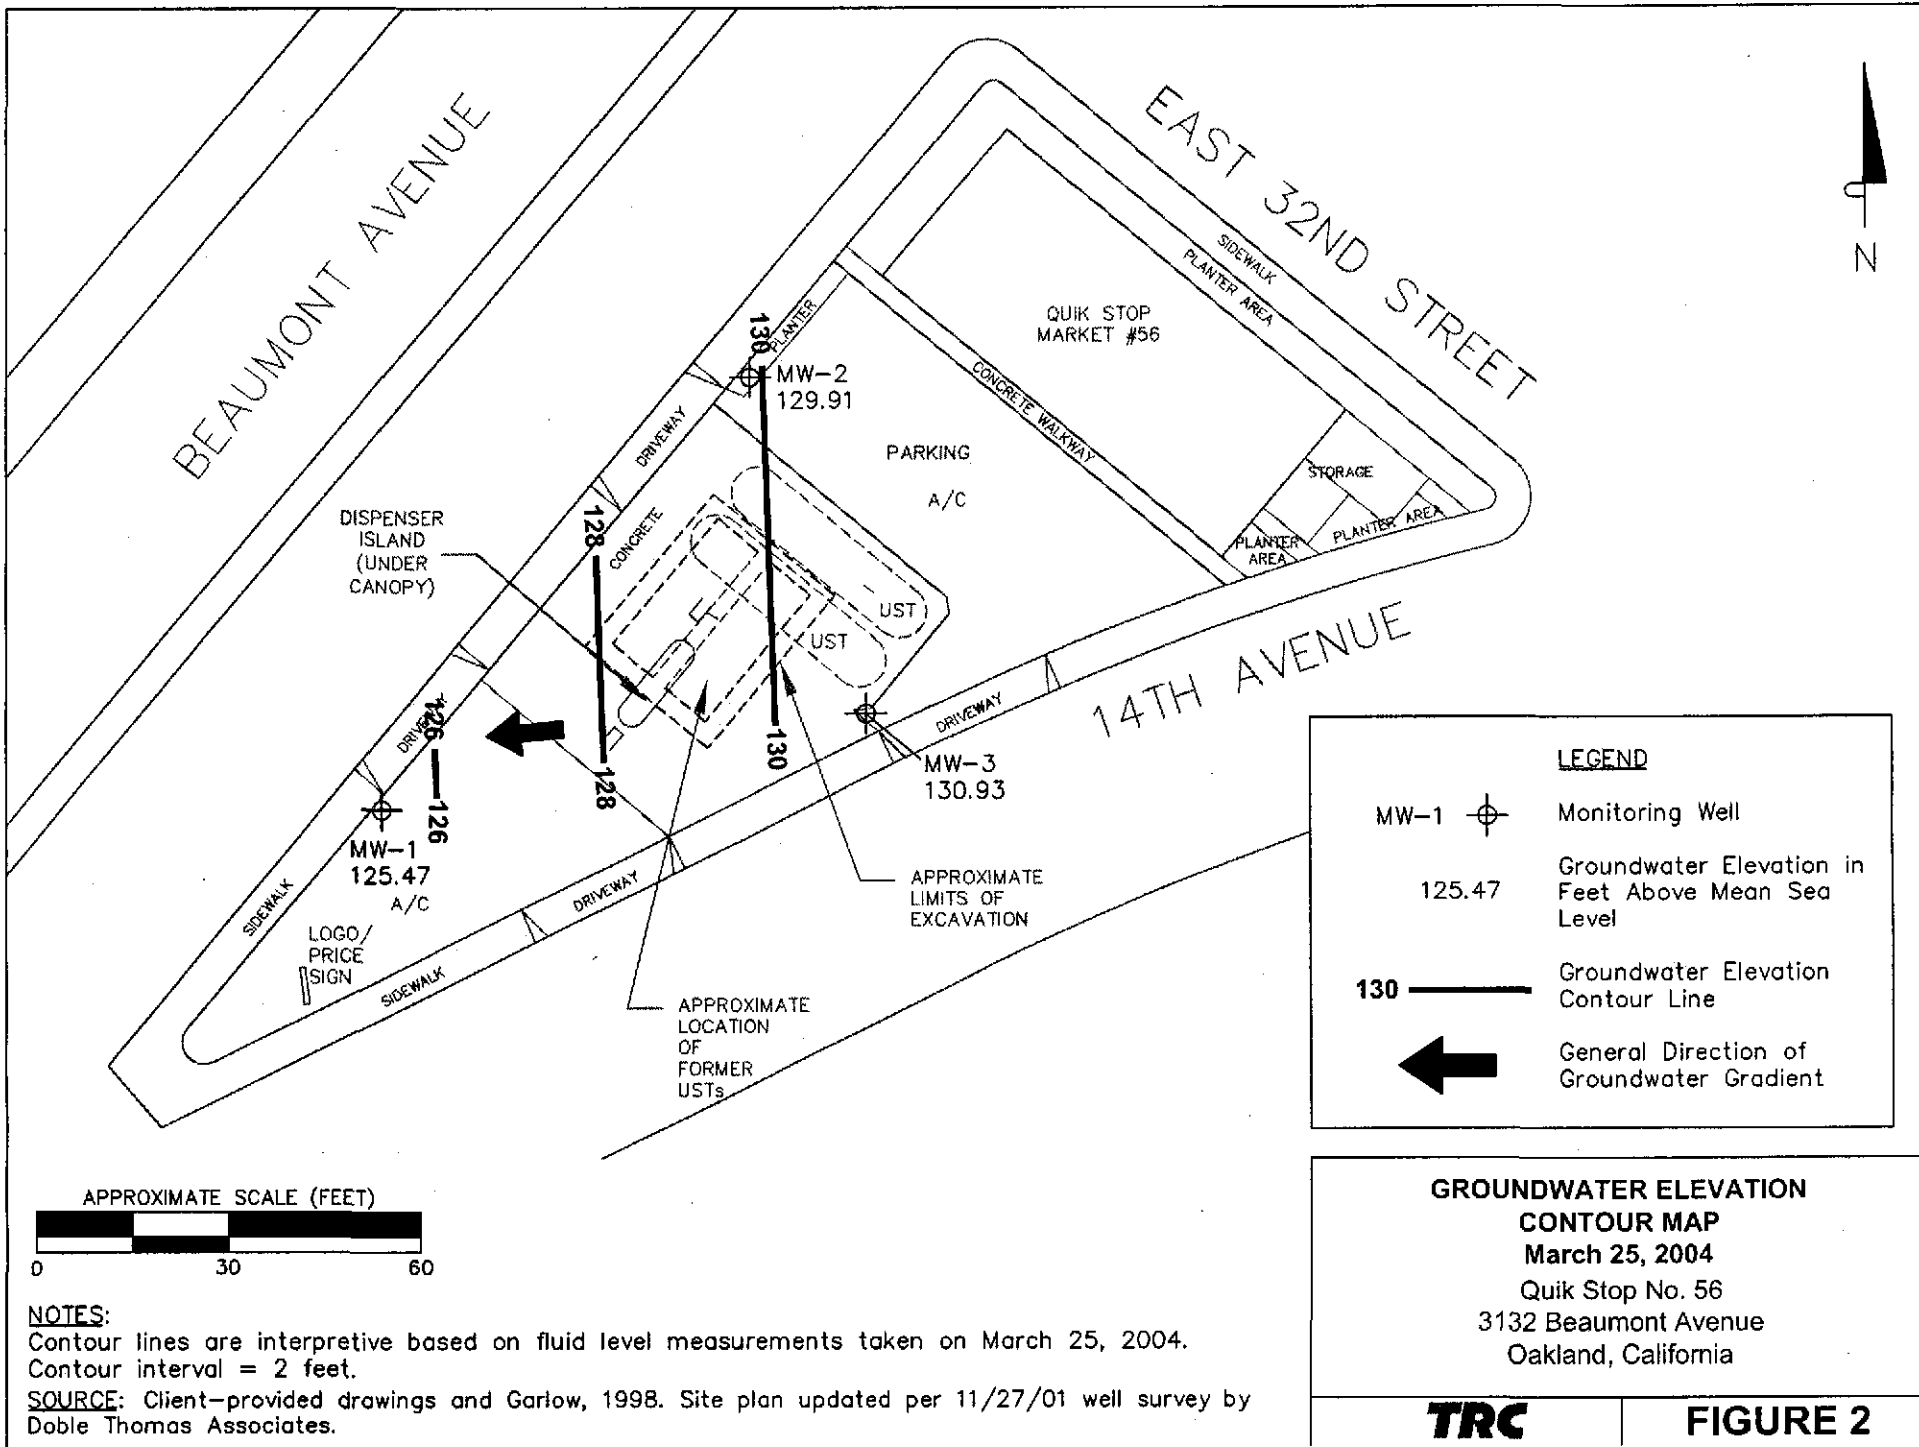 BEAUMONT AVENUE
EAST 32ND STREET
N
SIDEWALK
PLANTER AREA
QUIK STOP
MARKET #56
CONCRETE WALKWAY
PLANTER
130
MW-2
129.91
DRIVEWAY
PARKING
A/C
STORAGE
PLANTER AREA
PLANTER
AREA
DISPENSER
ISLAND
(UNDER
CANOPY)
128
CONCRETE
UST
UST
14TH AVENUE
DRIVEWAY
126
DRIVEWAY
130
MW-3
130.93
128
126
MW-1
125.47
A/C
SIDEWALK
LOGO/
PRICE
SIGN
SIDEWALK
DRIVEWAY
APPROXIMATE
LIMITS OF
EXCAVATION
APPROXIMATE
LOCATION
OF
FORMER
USTs
LEGEND
MW-1
Monitoring Well
125.47
Groundwater Elevation in
Feet Above Mean Sea
Level
130
Groundwater Elevation
Contour Line
General Direction of
Groundwater Gradient
APPROXIMATE SCALE (FEET)
0 30 60
NOTES:
Contour lines are interpretive based on fluid level measurements taken on March 25, 2004.
Contour interval = 2 feet.
SOURCE: Client-provided drawings and Garlow, 1998. Site plan updated per 11/27/01 well survey by
Doble Thomas Associates.
GROUNDWATER ELEVATION
CONTOUR MAP
March 25, 2004
Quik Stop No. 56
3132 Beaumont Avenue
Oakland, California
TRC
FIGURE 2